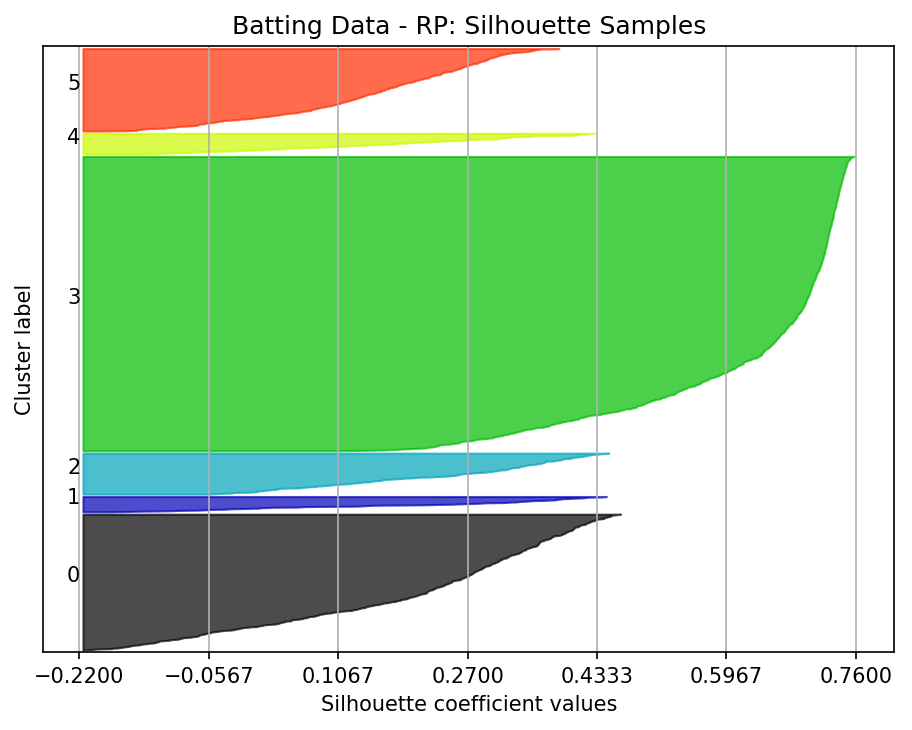 Batting Data - RP: Silhouette Samples
5
4
3
2
1
0
Cluster label
−0.2200 −0.0567 0.1067 0.2700 0.4333 0.5967 0.7600
Silhouette coefficient values